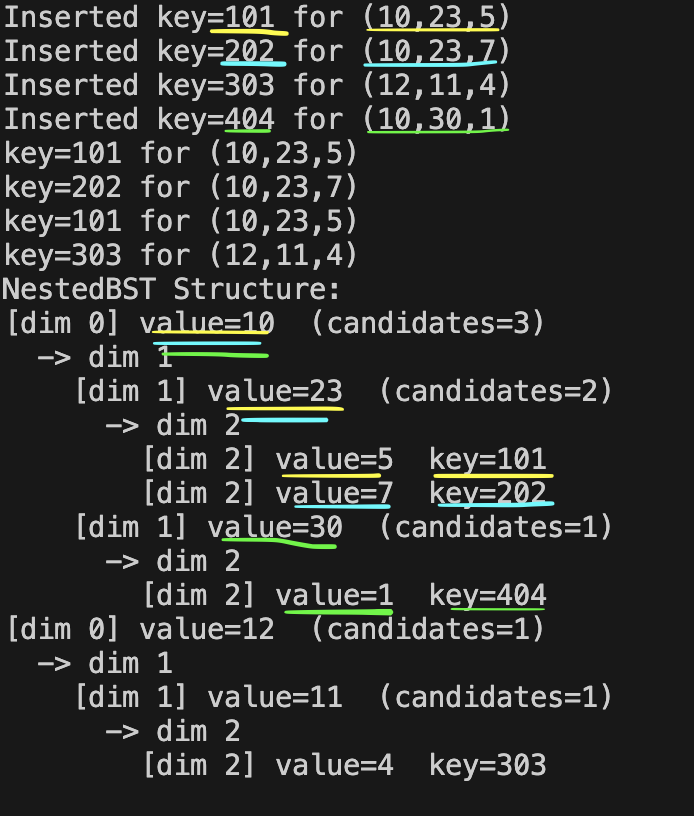 Inserted key=101 for (10,23,5)
Inserted key=202 for (10,23,7)
Inserted key=303 for (12,11,4)
Inserted key=404 for (10,30,1)
key=101 for (10,23,5)
key=202 for (10,23,7)
key=101 for (10,23,5)
key=303 for (12,11,4)
NestedBST Structure:
[dim 0] value=10  (candidates=3)
  -> dim 1
    [dim 1] value=23  (candidates=2)
      -> dim 2
        [dim 2] value=5  key=101
        [dim 2] value=7  key=202
    [dim 1] value=30  (candidates=1)
      -> dim 2
        [dim 2] value=1  key=404
[dim 0] value=12  (candidates=1)
  -> dim 1
    [dim 1] value=11  (candidates=1)
      -> dim 2
        [dim 2] value=4  key=303